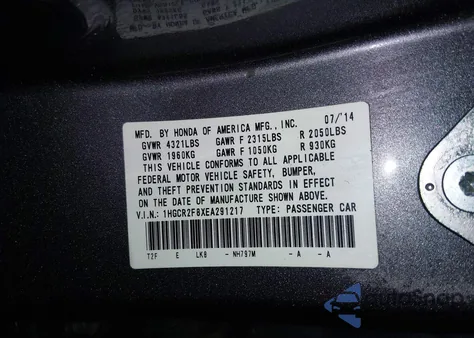 MFD. BY HONDA OF AMERICA MFG., INC. 07/'14
GVWR 4321LBS GAWR F 2315LBS R 2050LBS
GVWR 1960KG GAWR F 1050KG R 930KG
THIS VEHICLE CONFORMS TO ALL APPLICABLE
FEDERAL MOTOR VEHICLE SAFETY, BUMPER,
AND THEFT PREVENTION STANDARDS IN EFFECT
ON THE DATE OF MANUFACTURE SHOWN ABOVE.
V.I.N.: 1HGCR2F8XEA291217 TYPE: PASSENGER CAR
T2F E LK8 - NH797M - A - A
autoSnap